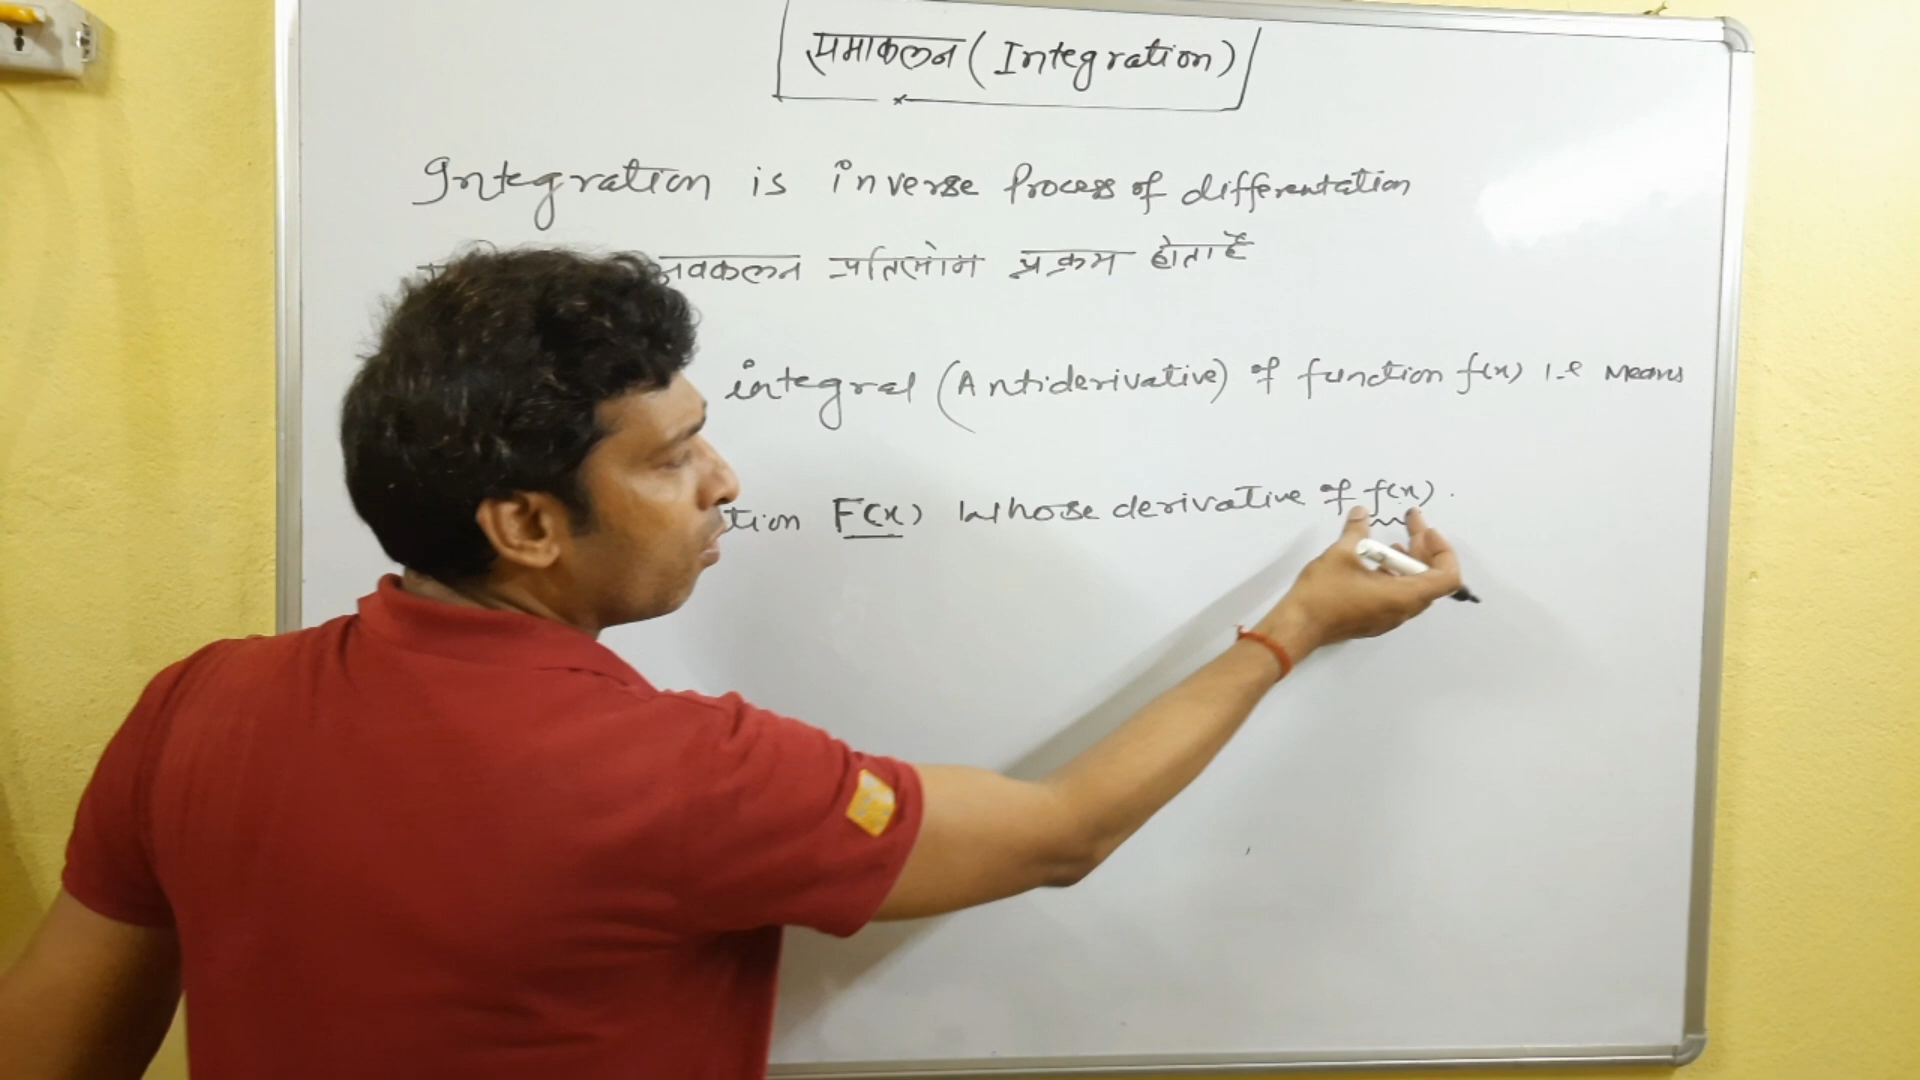 समाकलन (Integration)
Integration is inverse Process of differentation
अवकलन प्रतिलोम प्रक्रम होता है
integral (Antiderivative) of function f(x) i-e Means
tion F(x) Whose derivative of f(x).